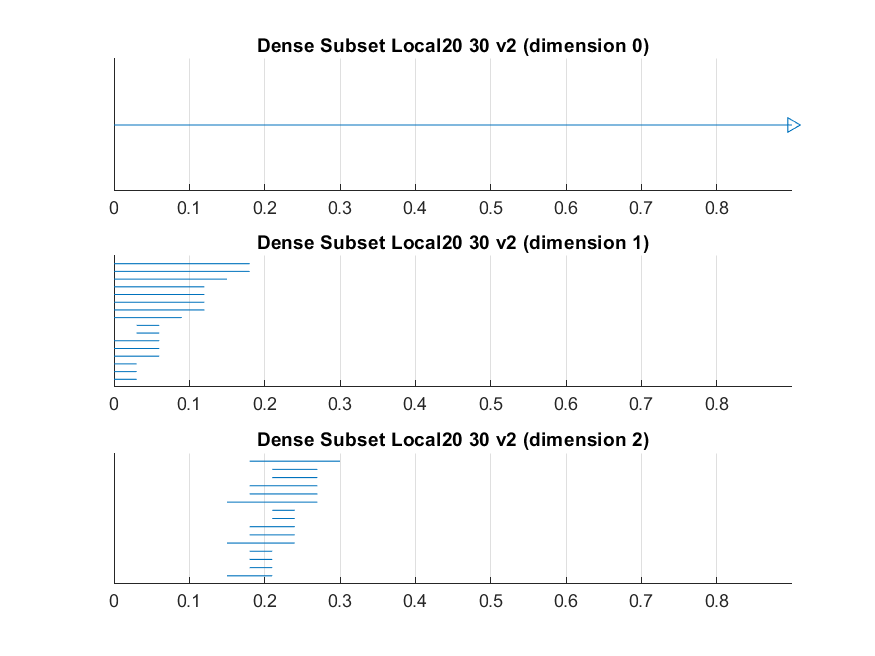 Dense Subset Local20 30 v2 (dimension 0)
0 0.1 0.2 0.3 0.4 0.5 0.6 0.7 0.8
Dense Subset Local20 30 v2 (dimension 1)
0 0.1 0.2 0.3 0.4 0.5 0.6 0.7 0.8
Dense Subset Local20 30 v2 (dimension 2)
0 0.1 0.2 0.3 0.4 0.5 0.6 0.7 0.8